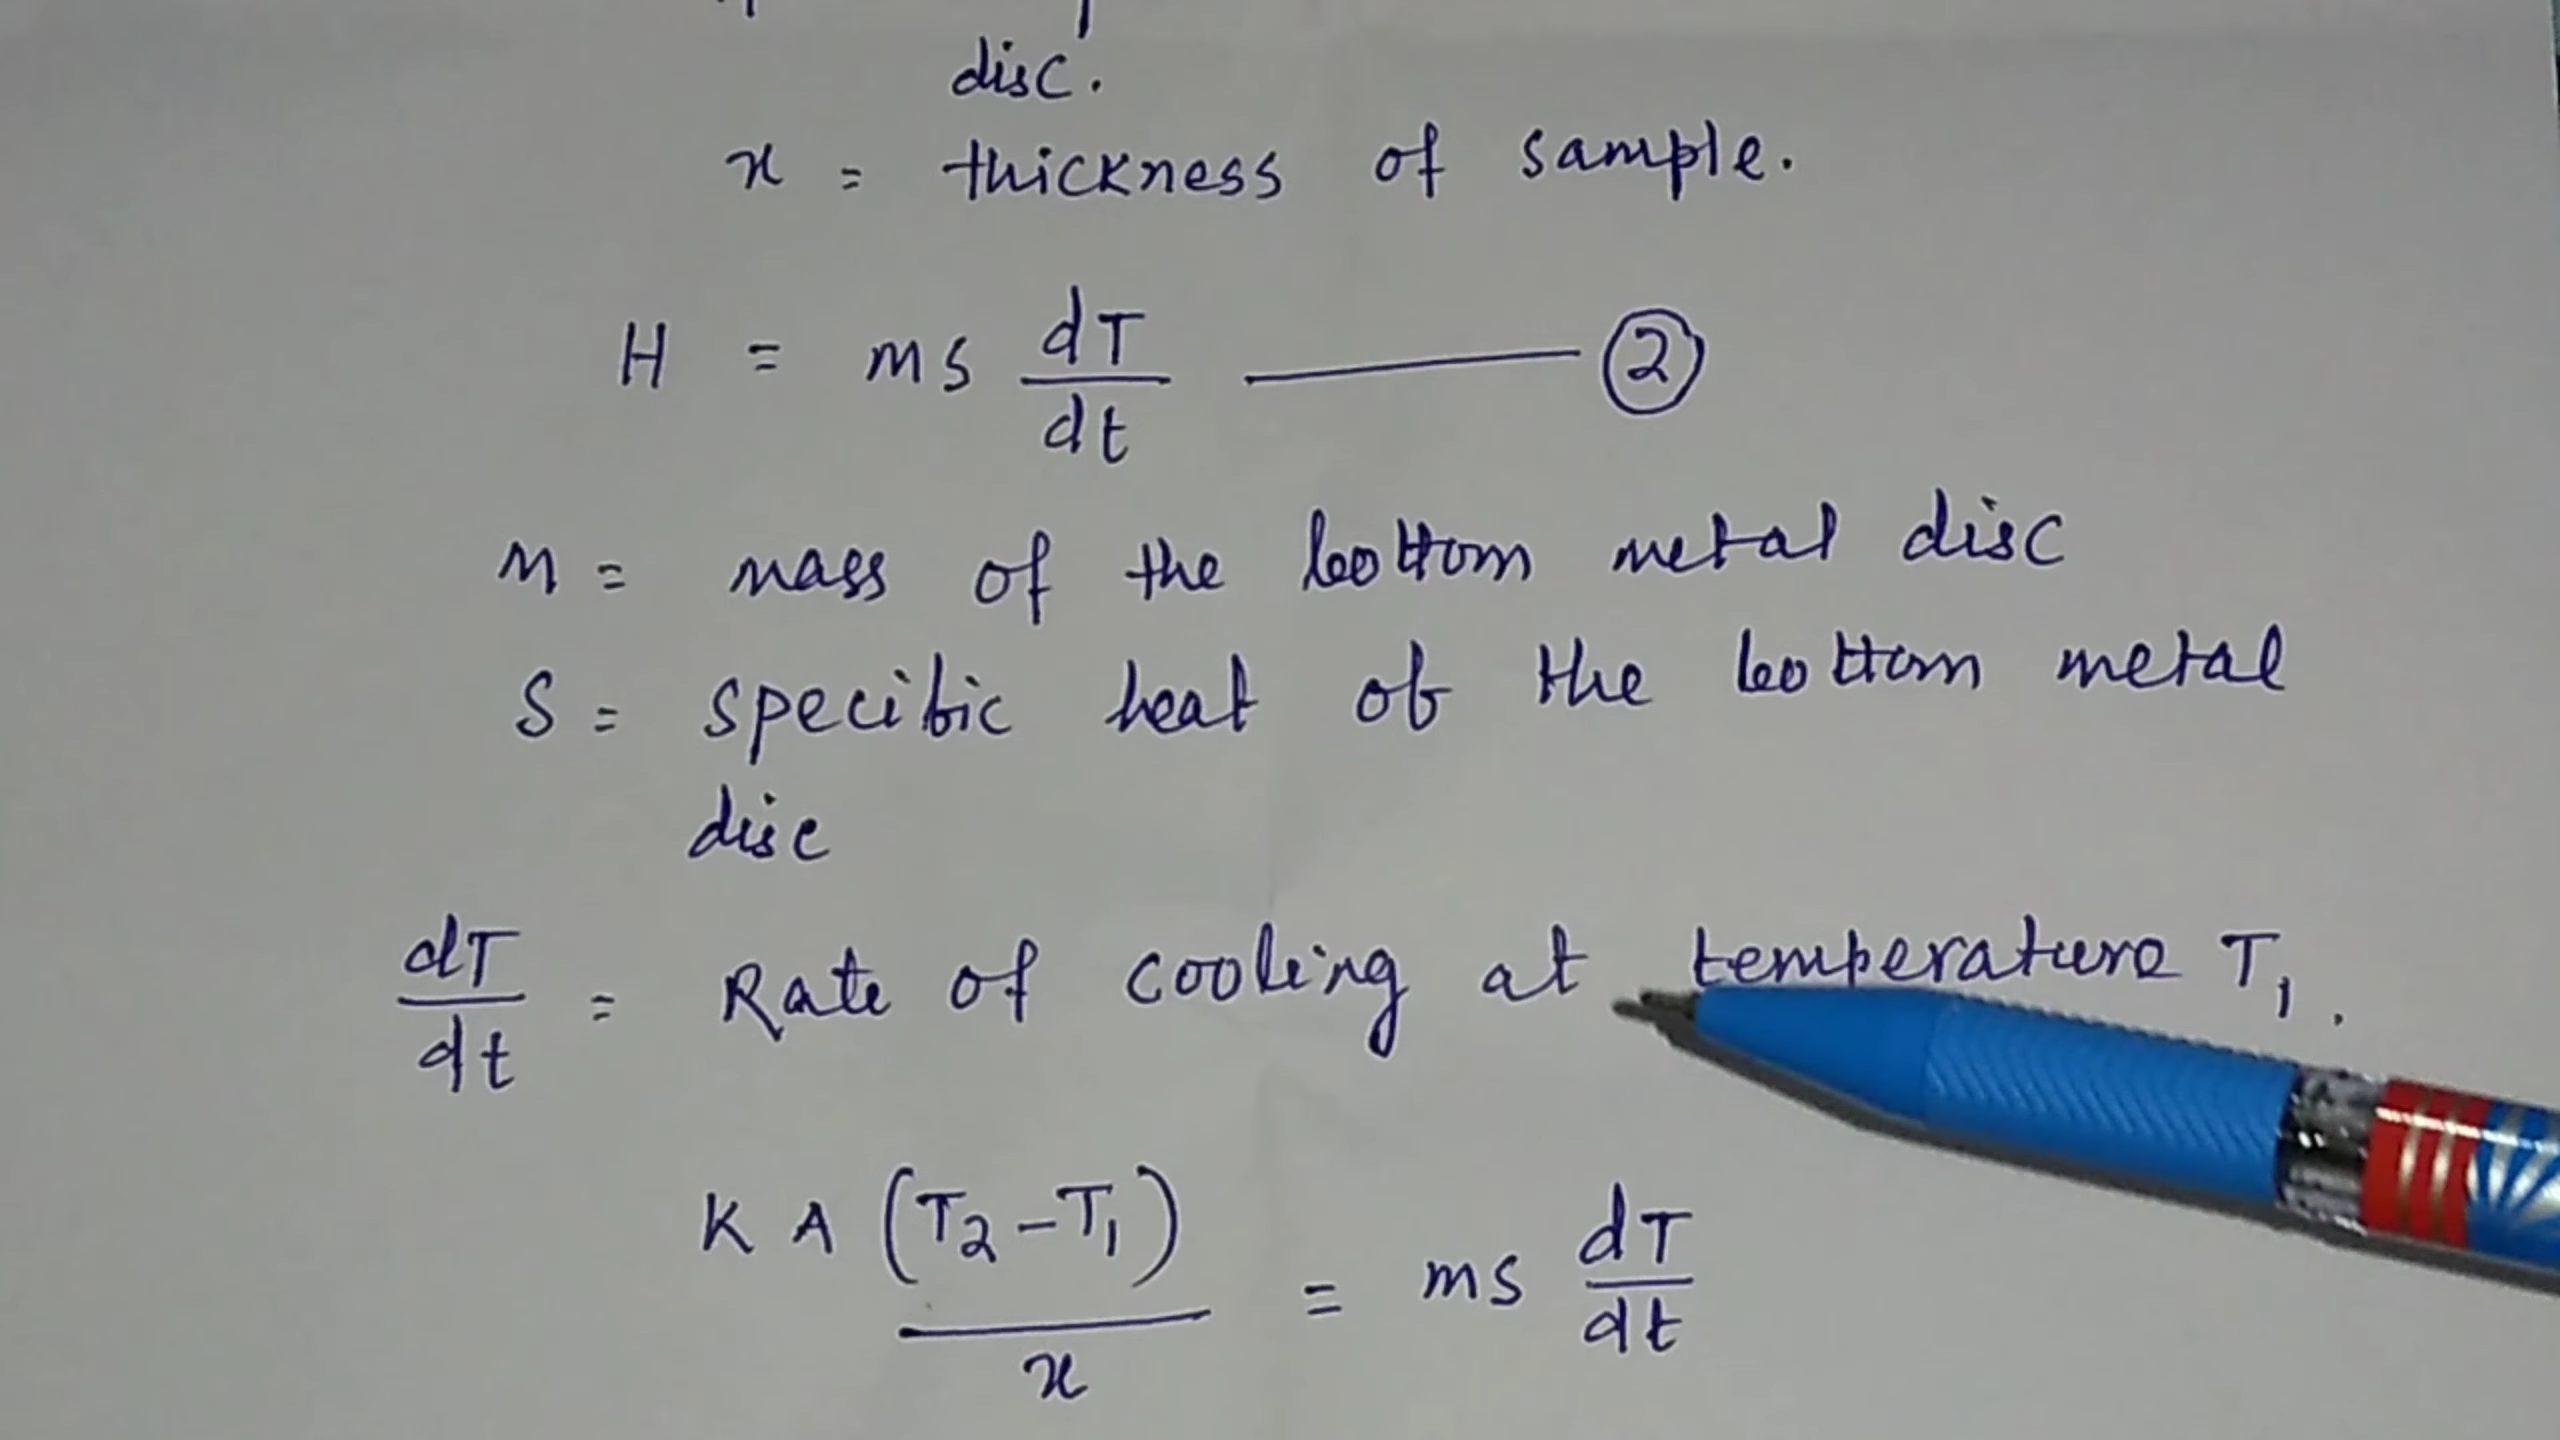 disc.
x = thickness of sample.
H = ms dT/dt ——— ②
M = mass of the bottom metal disc
S = specific heat of the bottom metal
disc
dT/dt = Rate of cooling at temperature T₁.
K A (T₂ - T₁)/x = ms dT/dt